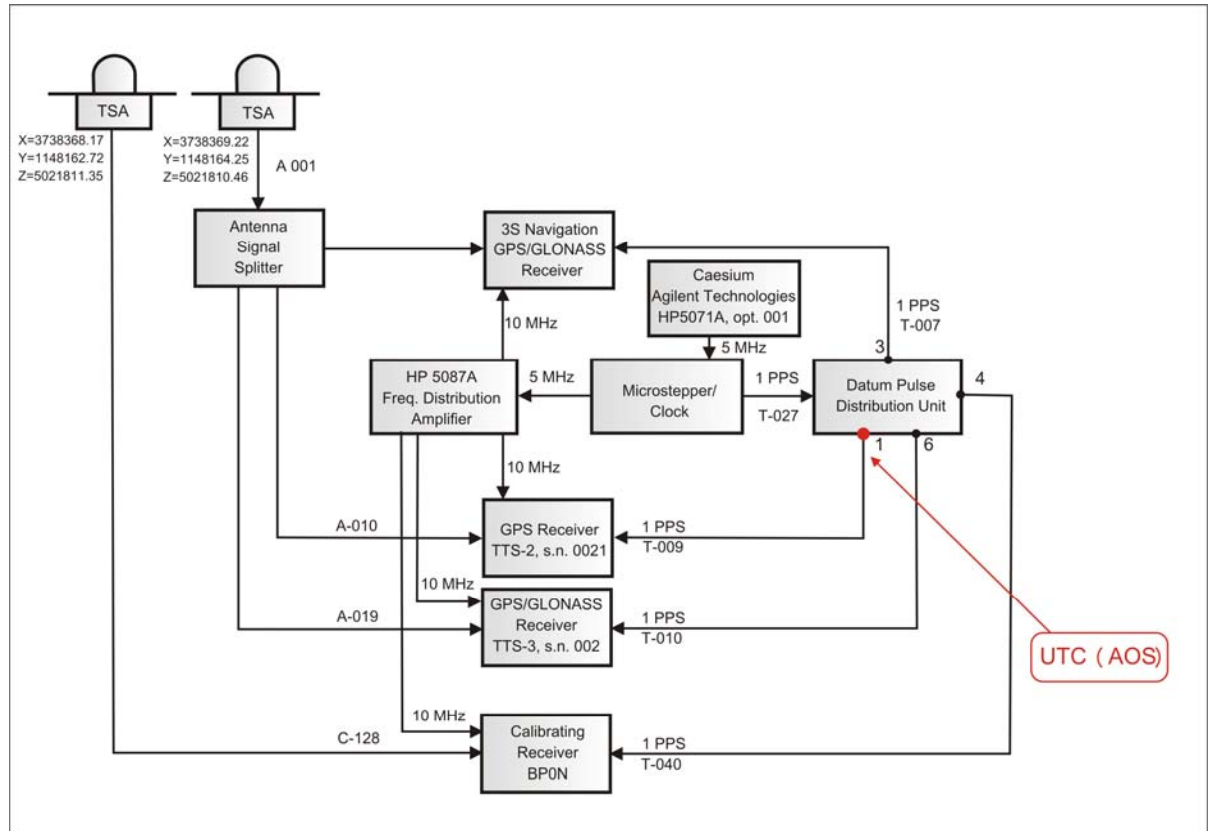 TSA
TSA
X=3738368.17
Y=1148162.72
Z=5021811.35
X=3738369.22
Y=1148164.25
Z=5021810.46
A 001
Antenna
Signal
Splitter
3S Navigation
GPS/GLONASS
Receiver
Caesium
Agilent Technologies
HP5071A, opt. 001
1 PPS
T-007
10 MHz
5 MHz
3
HP 5087A
Freq. Distribution
Amplifier
5 MHz
Microstepper/
Clock
1 PPS
T-027
Datum Pulse
Distribution Unit
4
1
6
10 MHz
A-010
GPS Receiver
TTS-2, s.n. 0021
1 PPS
T-009
10 MHz
A-019
GPS/GLONASS
Receiver
TTS-3, s.n. 002
1 PPS
T-010
UTC (AOS)
10 MHz
C-128
Calibrating
Receiver
BP0N
1 PPS
T-040